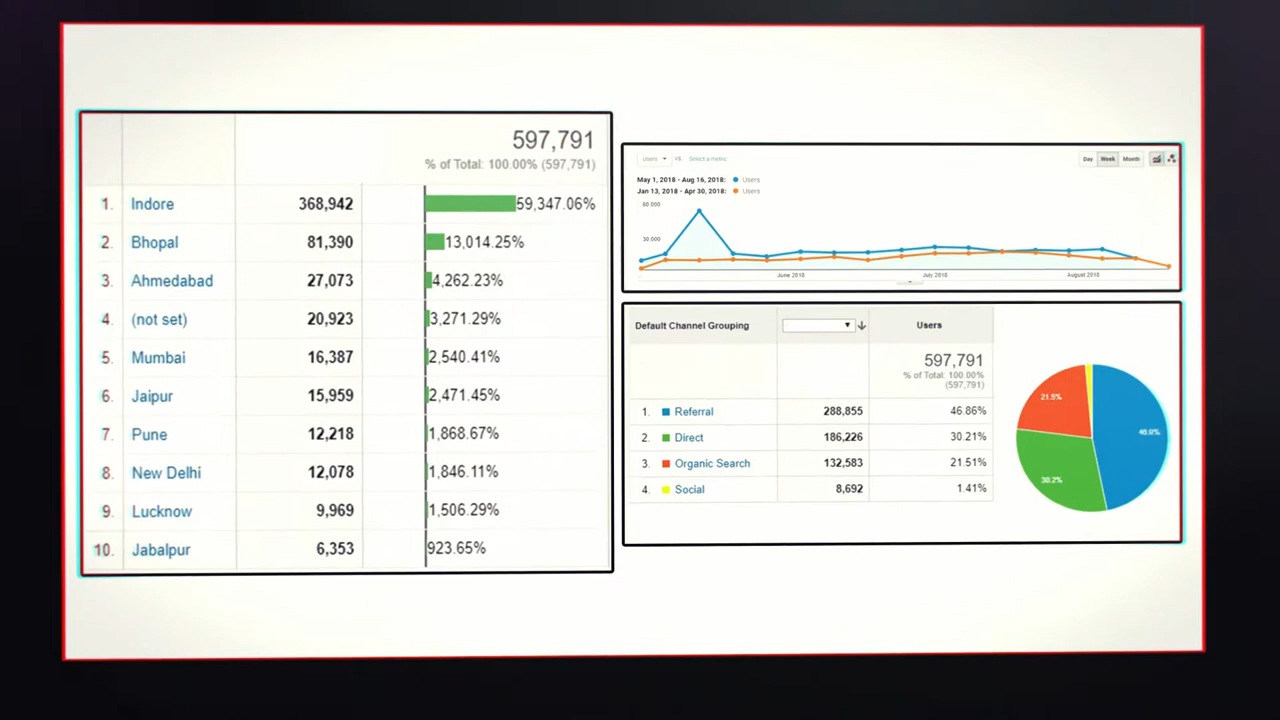 597,791
% of Total: 100.00% (597,791)
1. Indore 368,942 59,347.06%
2. Bhopal 81,390 13,014.25%
3. Ahmedabad 27,073 4,262.23%
4. (not set) 20,923 3,271.29%
5. Mumbai 16,387 2,540.41%
6. Jaipur 15,959 2,471.45%
7. Pune 12,218 1,868.67%
8. New Delhi 12,078 1,846.11%
9. Lucknow 9,969 1,506.29%
10. Jabalpur 6,353 923.65%
Users vs. Select a metric Day Week Month
May 1, 2018 - Aug 16, 2018: Users
Jan 13, 2018 - Apr 30, 2018: Users
60,000
30,000
June 2018 July 2018 August 2018
Default Channel Grouping Users
597,791
% of Total: 100.00%
(597,791)
1. Referral 288,855 46.86%
2. Direct 186,226 30.21%
3. Organic Search 132,583 21.51%
4. Social 8,692 1.41%
21.5%
46.9%
30.2%